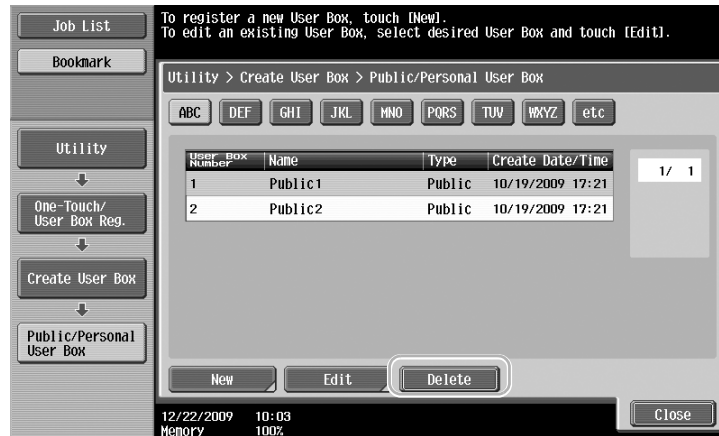 Job List
Bookmark
To register a new User Box, touch [New].
To edit an existing User Box, select desired User Box and touch [Edit].
Utility > Create User Box > Public/Personal User Box
ABC DEF GHI JKL MNO PQRS TUV WXYZ etc
Utility
One-Touch/
User Box Reg.
Create User Box
Public/Personal
User Box
User Box
Number Name Type Create Date/Time
1 Public1 Public 10/19/2009 17:21
2 Public2 Public 10/19/2009 17:21
1/ 1
New Edit Delete
Close
12/22/2009 10:03
Memory 100%